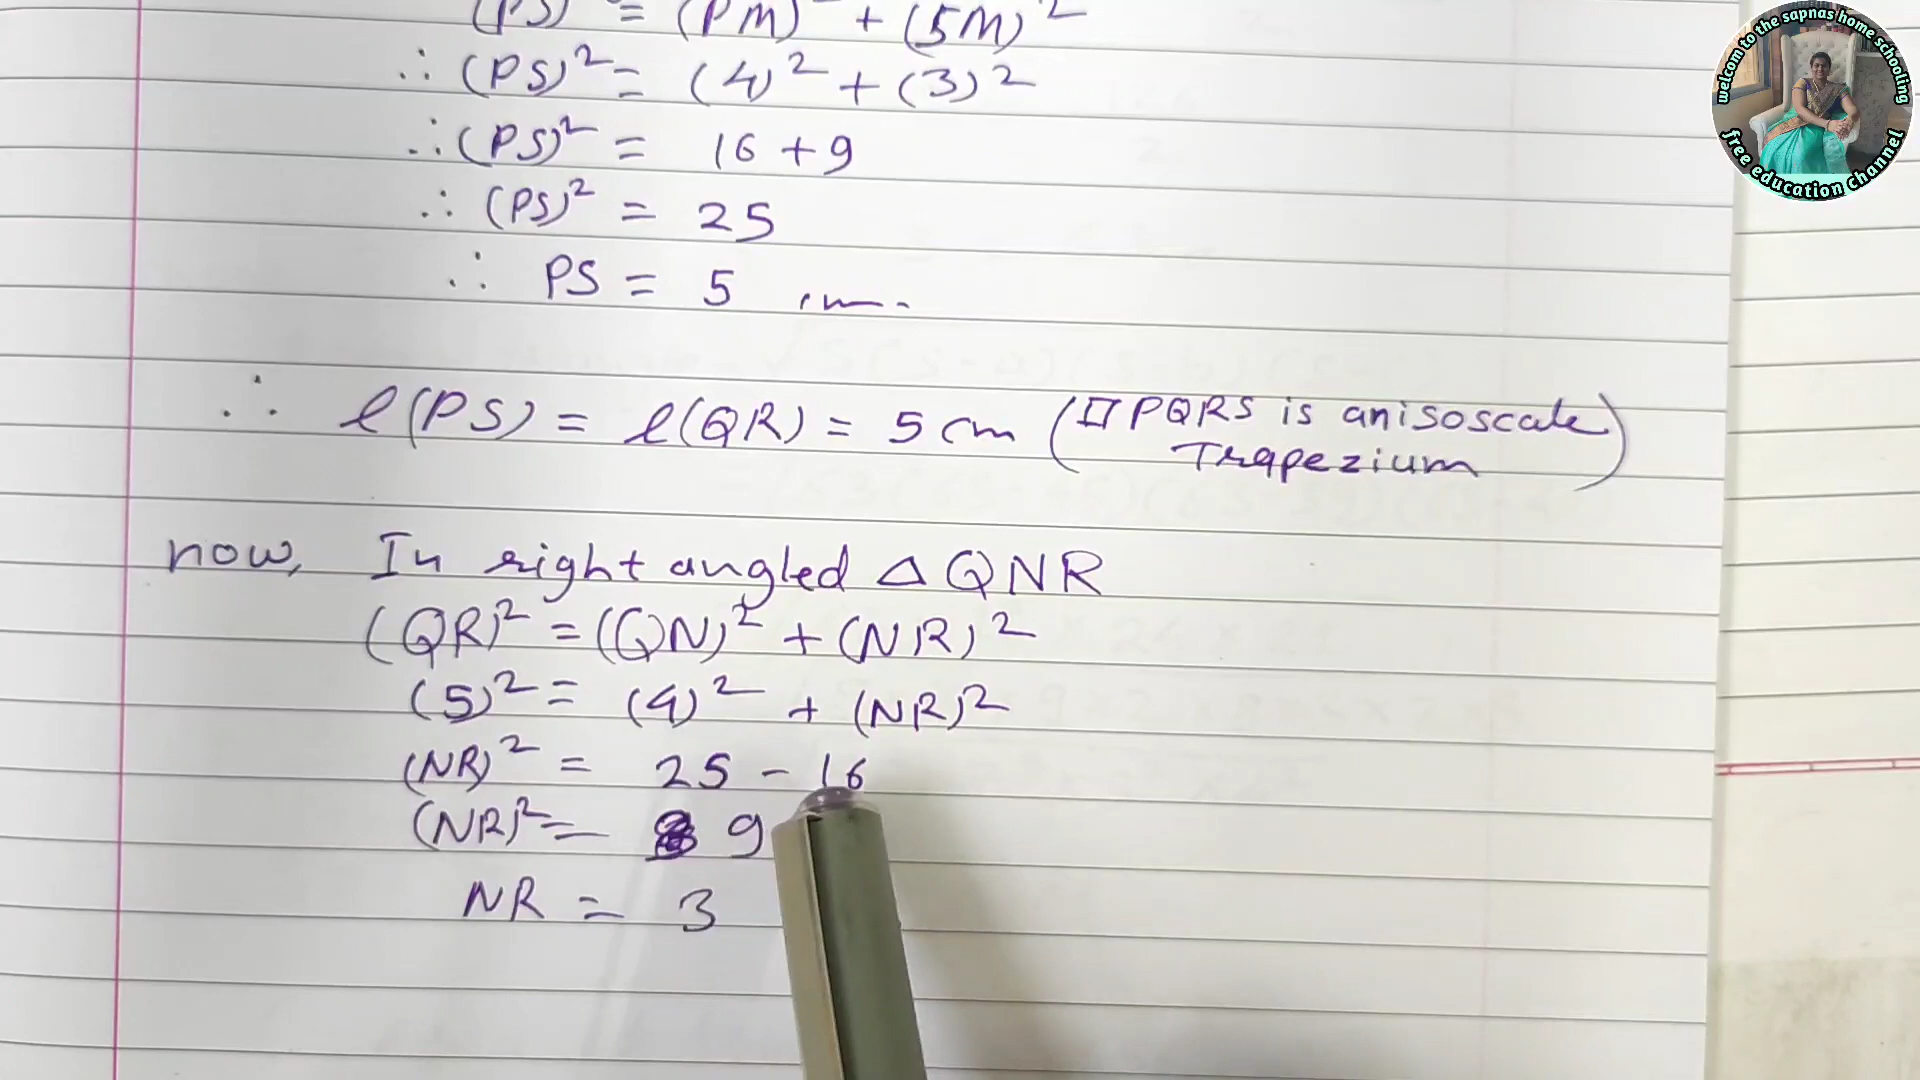 (PS)² = (PM)² + (SM)²
∴ (PS)² = (4)² + (3)²
∴ (PS)² = 16 + 9
∴ (PS)² = 25
∴ PS = 5 cm.
∴ l(PS) = l(QR) = 5 cm (▱ PQRS is anisoscale
Trapezium)
now, In right angled △ QNR
(QR)² = (QN)² + (NR)²
(5)² = (4)² + (NR)²
(NR)² = 25 - 16
(NR)² = 9
NR = 3
welcom to the sapnas home schooling
free education channel